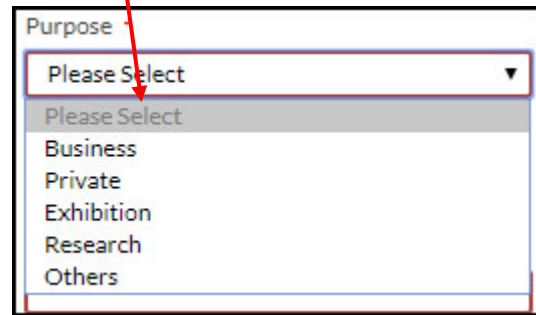 Purpose *
Please Select
Please Select
Business
Private
Exhibition
Research
Others